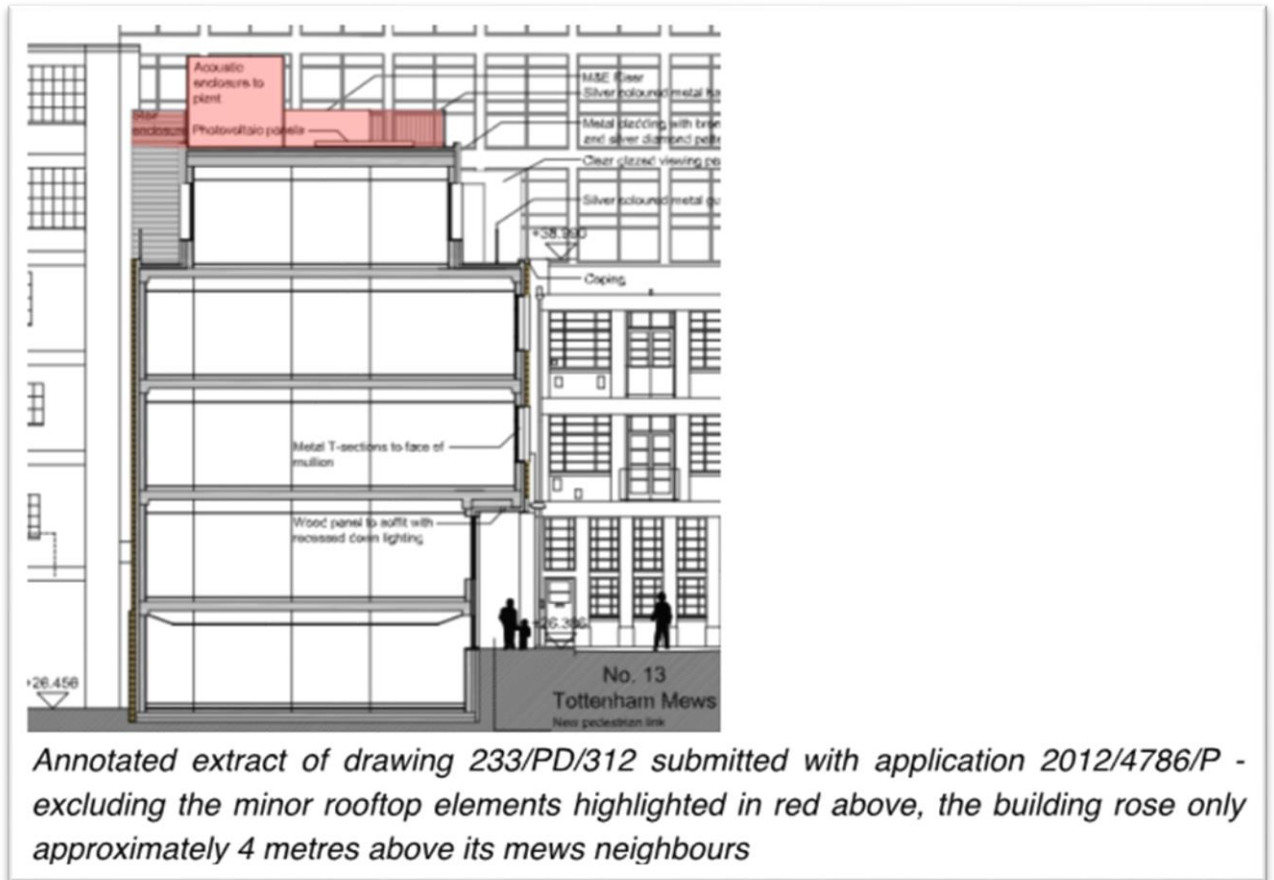 Acoustic
enclosure to
plant
Stair
enclosure
Photovoltaic panels
M&E Riser
Silver coloured metal
Metal cladding with
and silver diamond
Clear glazed viewing
Silver coloured metal
+38.990
Coping
Metal T-sections to face of
mullion
Wood panel to soffit with
recessed down lighting
+26.456
No. 13
Tottenham Mews
New pedestrian link
Annotated extract of drawing 233/PD/312 submitted with application 2012/4786/P -
excluding the minor rooftop elements highlighted in red above, the building rose only
approximately 4 metres above its mews neighbours